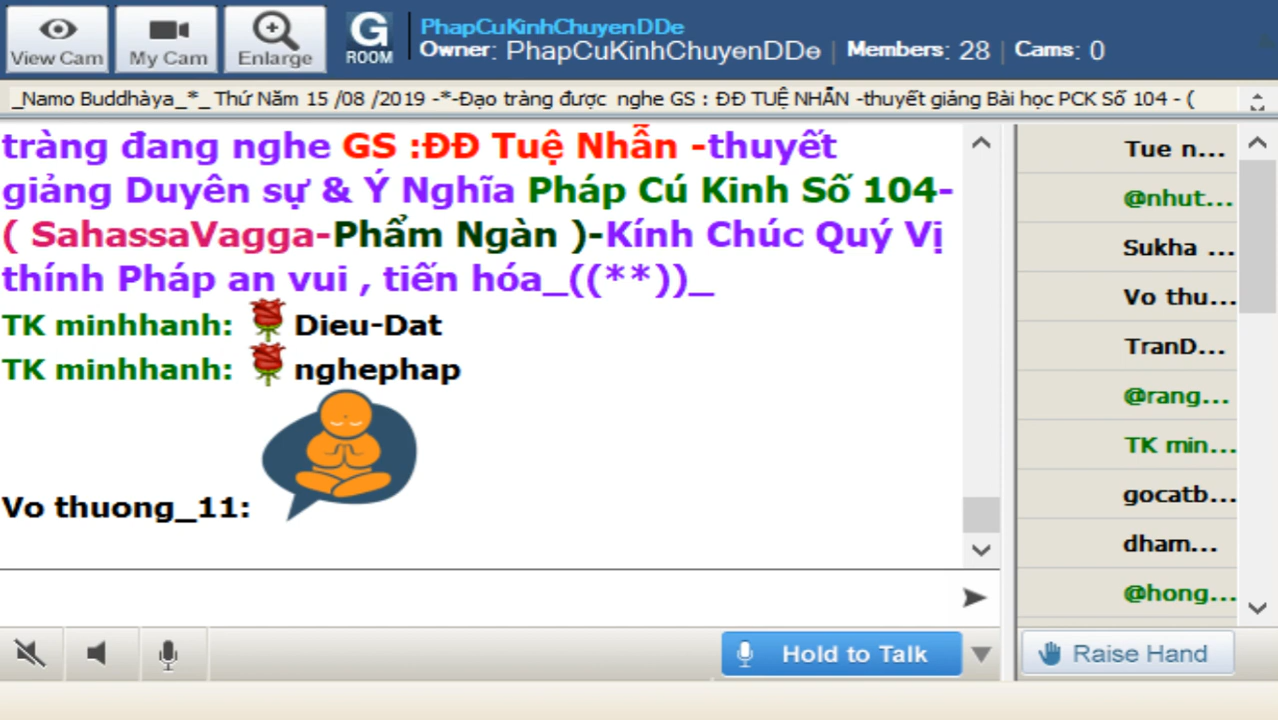 View Cam
My Cam
Enlarge
G
ROOM
PhapCuKinhChuyenDDe
Owner: PhapCuKinhChuyenDDe | Members: 28 | Cams: 0
_Namo Buddhàya_*_ Thứ Năm 15 /08 /2019 -*-Đạo tràng được nghe GS : ĐĐ TUỆ NHẪN -thuyết giảng Bài học PCK Số 104 - (
tràng đang nghe GS :ĐĐ Tuệ Nhẫn -thuyết
giảng Duyên sự & Ý Nghĩa Pháp Cú Kinh Số 104-
( SahassaVagga-Phẩm Ngàn )-Kính Chúc Quý Vị
thính Pháp an vui , tiến hóa_((**))_
TK minhhanh: Dieu-Dat
TK minhhanh: nghephap
Vo thuong_11:
Tue n...
@nhut...
Sukha ...
Vo thu...
TranD...
@rang...
TK min...
gocatb...
dham...
@hong...
Hold to Talk
Raise Hand